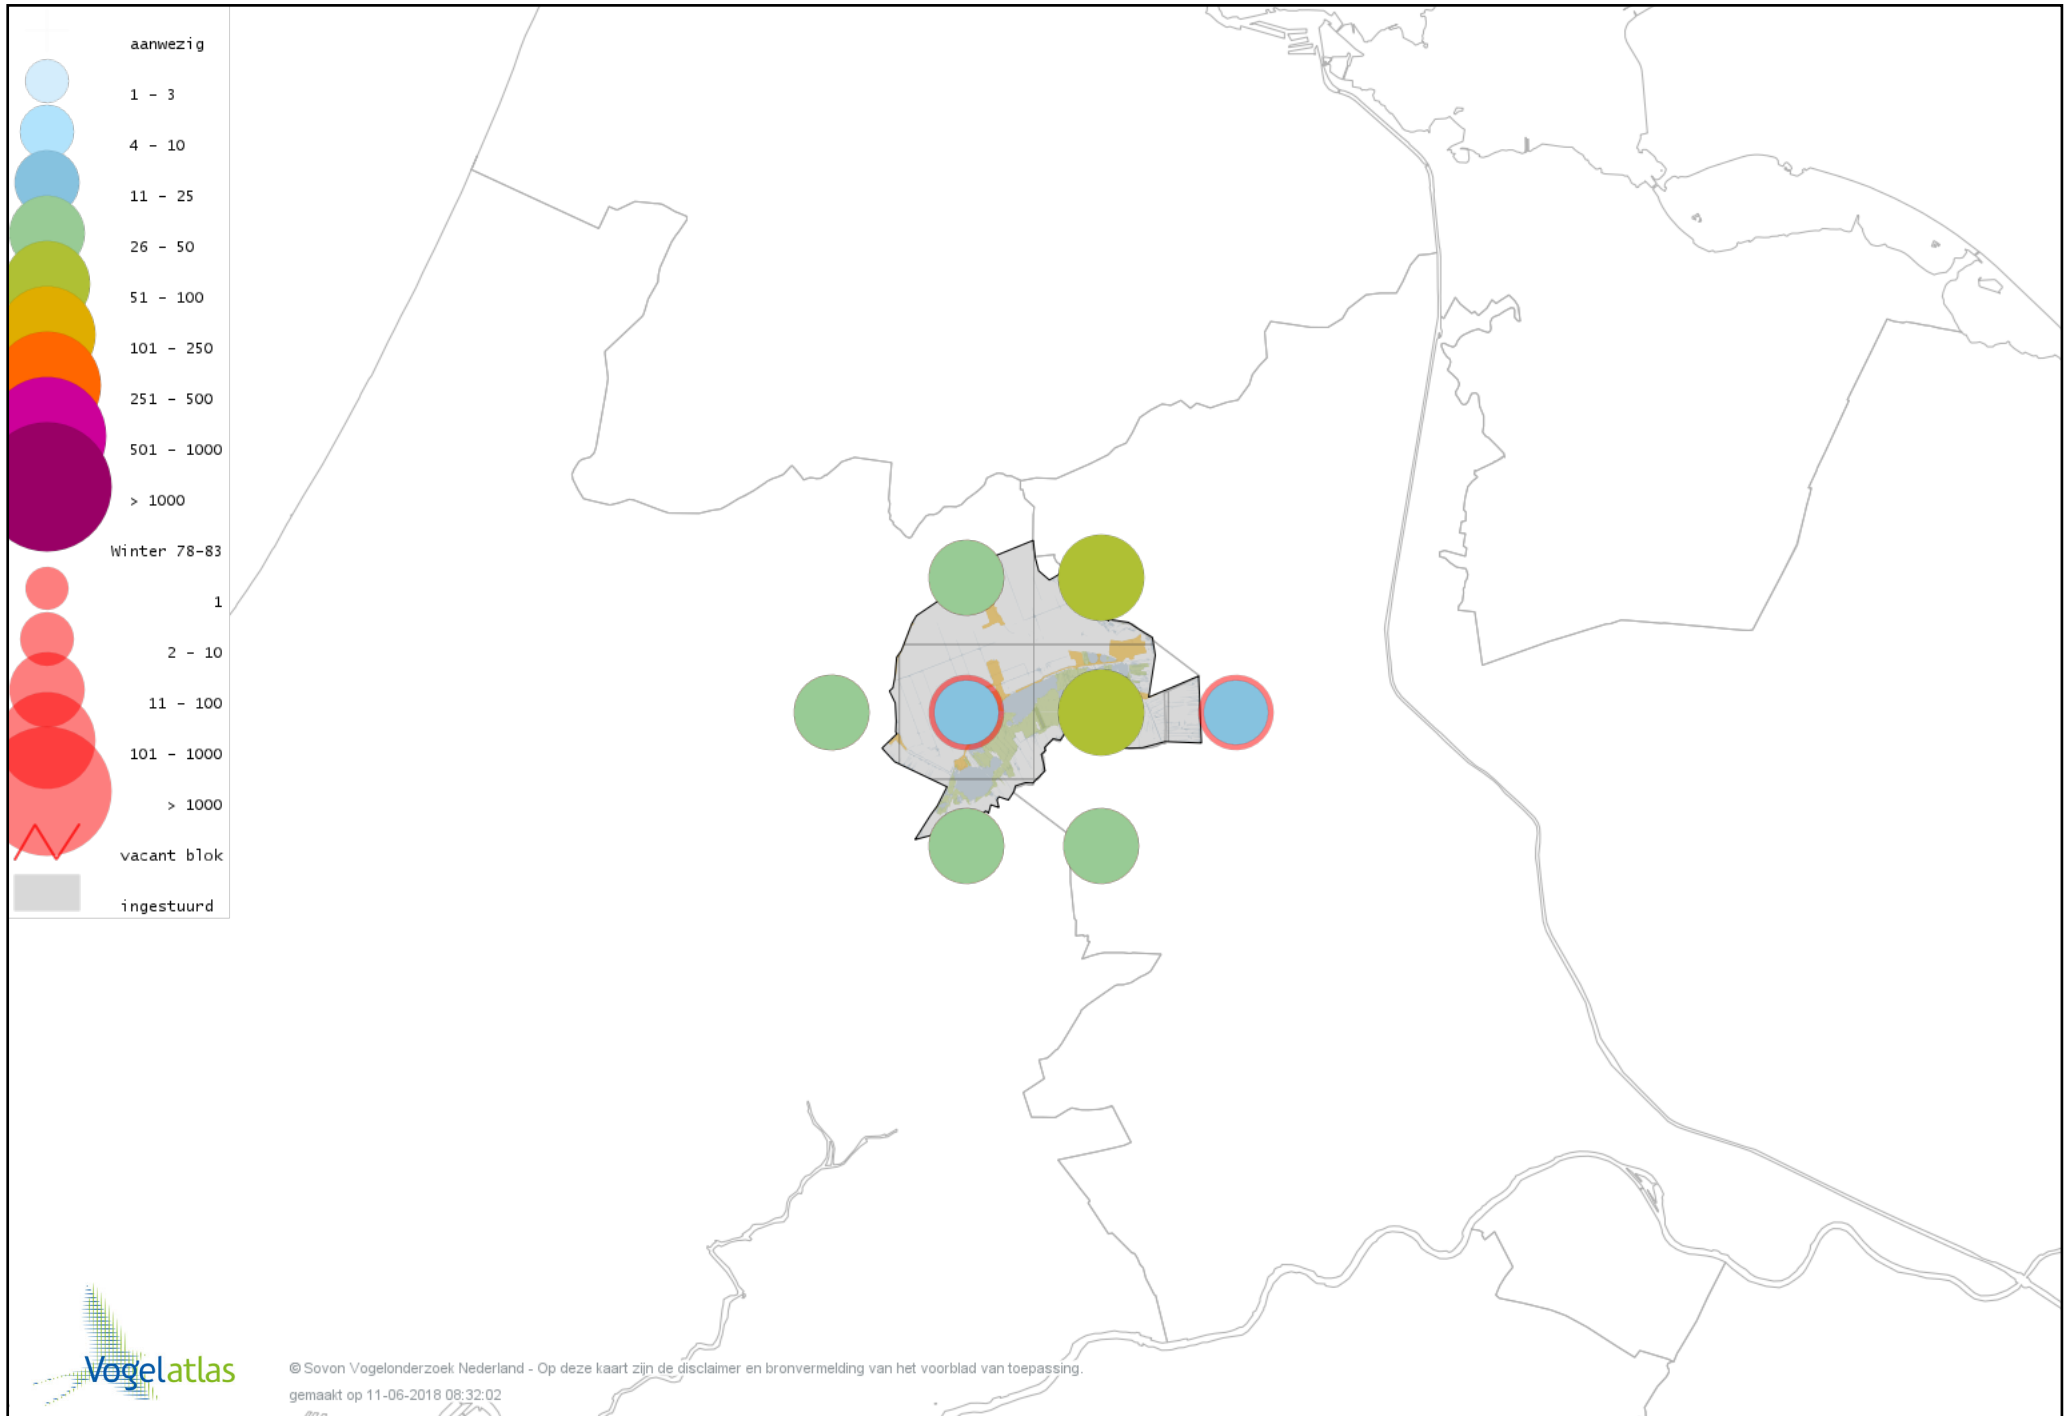 aanwezig
1 - 3
4 - 10
11 - 25
26 - 50
51 - 100
101 - 250
251 - 500
501 - 1000
> 1000
Winter 78-83
1
2 - 10
11 - 100
101 - 1000
> 1000
vacant blok
ingestuurd
Vogelatlas
© Sovon Vogelonderzoek Nederland - Op deze kaart zijn de disclaimer en bronvermelding van het voorblad van toepassing.
gemaakt op 11-06-2018 08:32:02